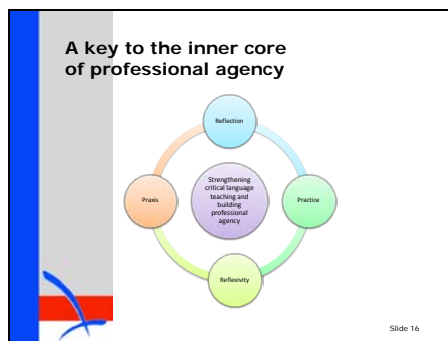 A key to the inner core
of professional agency
Reflection
Strengthening
critical language
teaching and
building
professional
agency
Praxis
Practice
Reflexivity
Slide 16